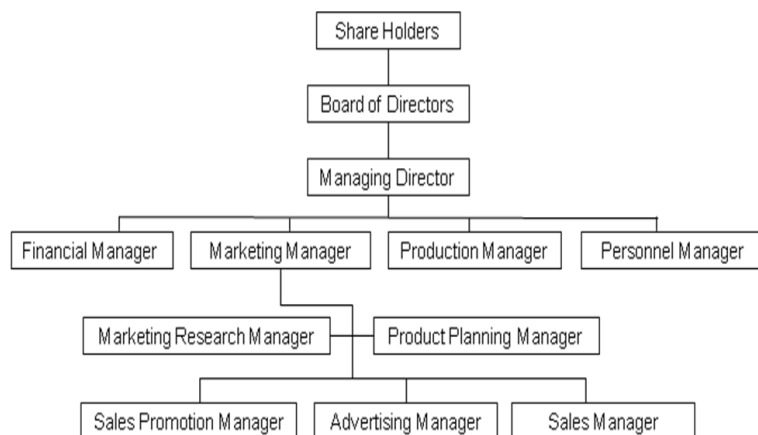 Share Holders
Board of Directors
Managing Director
Financial Manager
Marketing Manager
Production Manager
Personnel Manager
Marketing Research Manager
Product Planning Manager
Sales Promotion Manager
Advertising Manager
Sales Manager